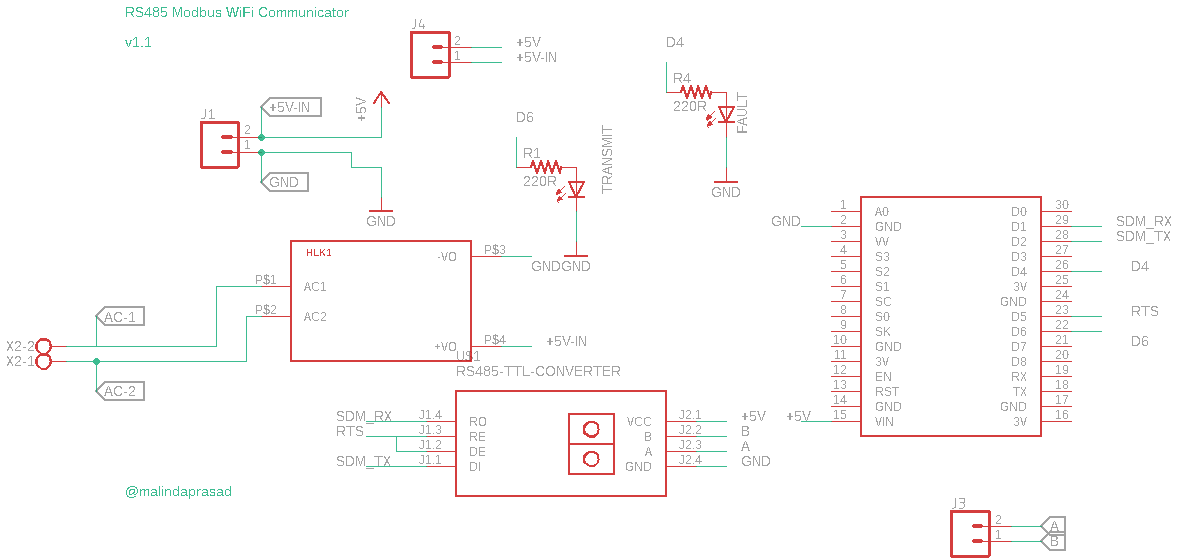 RS485 Modbus WiFi Communicator
v1.1
J4
2 +5V
1 +5V-IN
D4
R4
220R
FAULT
GND
J1
+5V-IN
+5V
2
1
GND
GND
D6
R1
220R
TRANSMIT
GND GND
HLK1
-VO P$3
P$1 AC1
P$2 AC2
+VO P$4 +5V-IN
AC-1
X2-2
X2-1
AC-2
U$1
RS485-TTL-CONVERTER
SDM_RX J1.4 RO VCC J2.1 +5V
RTS J1.3 RE B J2.2 B
J1.2 DE A J2.3 A
SDM_TX J1.1 DI GND J2.4 GND
1 A0 D0 30
GND 2 GND D1 29 SDM_RX
3 VV D2 28 SDM_TX
4 S3 D3 27
5 S2 D4 26 D4
6 S1 3V 25
7 SC GND 24
8 S0 D5 23 RTS
9 SK D6 22 D6
10 GND D7 21
11 3V D8 20
12 EN RX 19
13 RST TX 18
14 GND GND 17
+5V 15 VIN 3V 16
@malindaprasad
J3
2 A
1 B